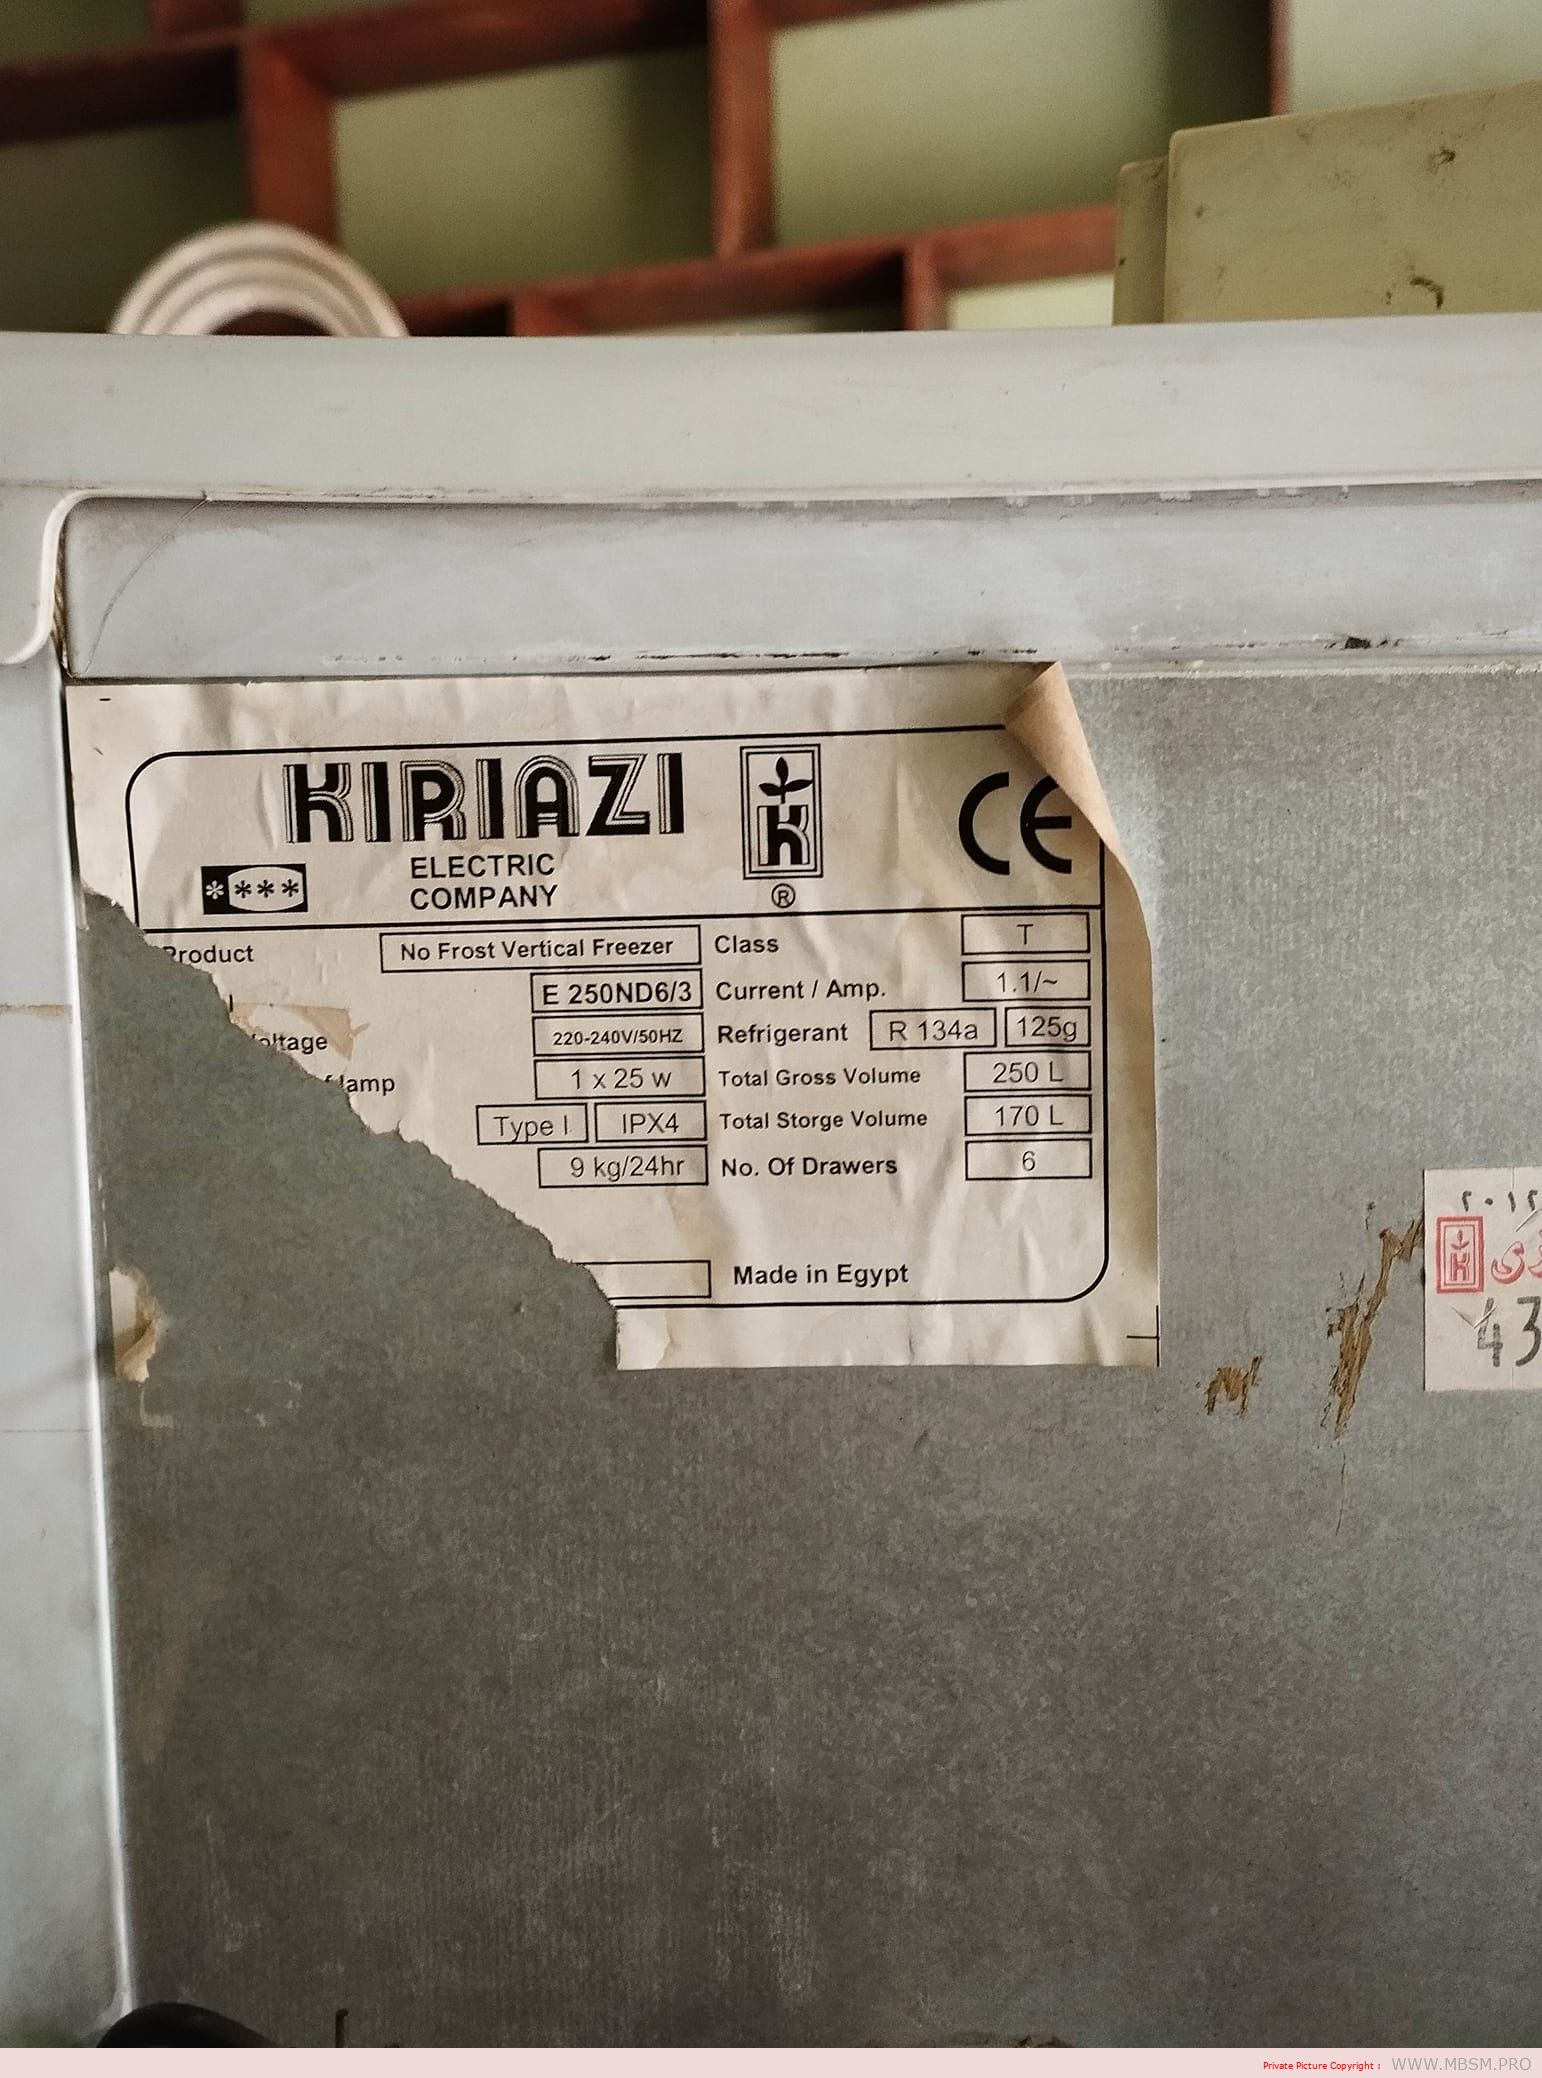 KIRIAZI
ELECTRIC
COMPANY
®
CE
****
Product No Frost Vertical Freezer
E 250ND6/3
220-240V/50HZ
lamp 1 x 25 w
Type I IPX4
9 kg/24hr
Class T
Current / Amp. 1.1/~
Refrigerant R 134a 125g
Total Gross Volume 250 L
Total Storge Volume 170 L
No. Of Drawers 6
Made in Egypt
٢٠١٢
K
43
Private Picture Copyright : WWW.MBSM.PRO